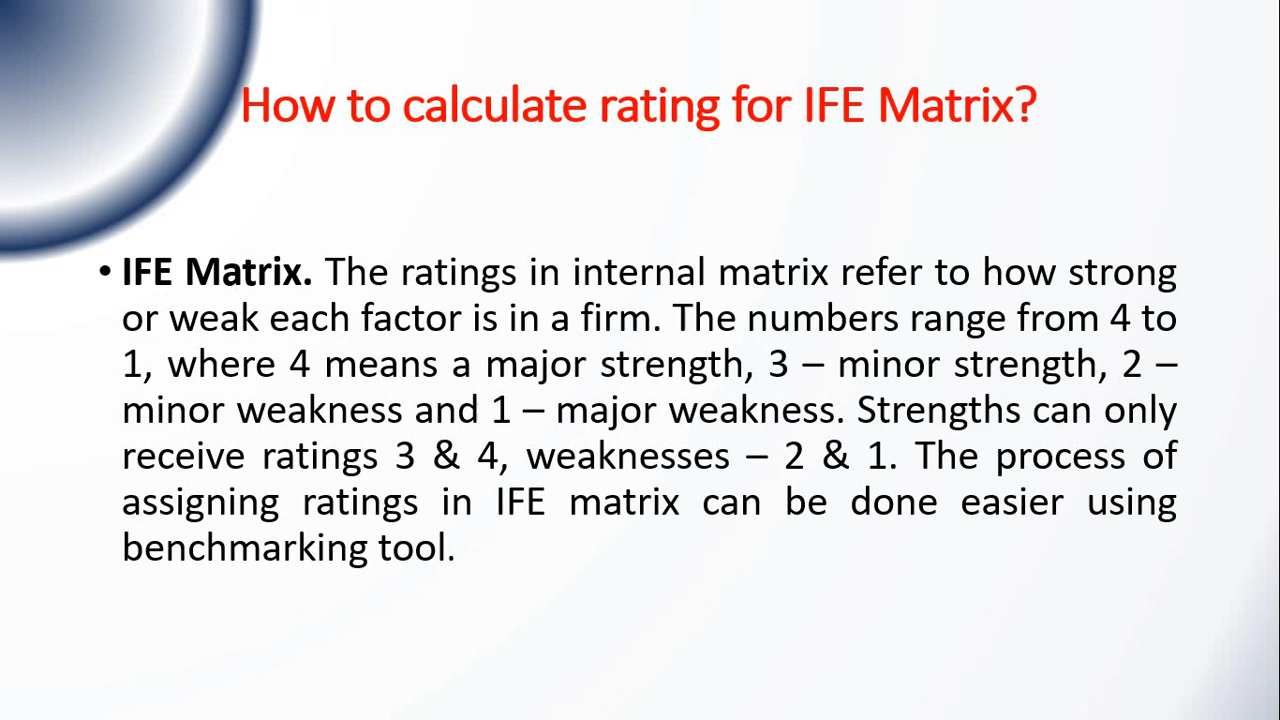 How to calculate rating for IFE Matrix?
• IFE Matrix. The ratings in internal matrix refer to how strong
or weak each factor is in a firm. The numbers range from 4 to
1, where 4 means a major strength, 3 – minor strength, 2 –
minor weakness and 1 – major weakness. Strengths can only
receive ratings 3 & 4, weaknesses – 2 & 1. The process of
assigning ratings in IFE matrix can be done easier using
benchmarking tool.